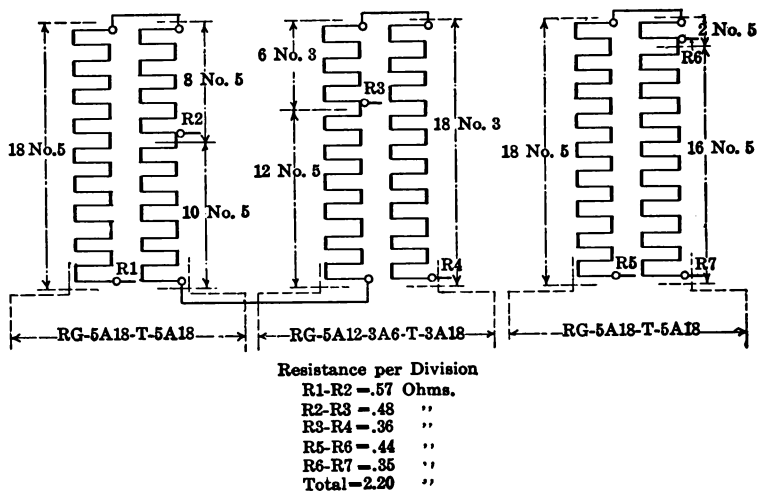 18 No.5
8 No. 5
R2
10 No. 5
R1
RG-5A18-T-5A18
6 No. 3
R3
12 No. 5
18 No. 3
R4
RG-5A12-3A6-T-3A18
2 No. 5
R6
18 No. 5
16 No. 5
R5
R7
RG-5A18-T-5A18
Resistance per Division
R1-R2=.57 Ohms.
R2-R3=.48 ,,
R3-R4=.36 ,,
R5-R6=.44 ,,
R6-R7=.35 ,,
Total=2.20 ,,